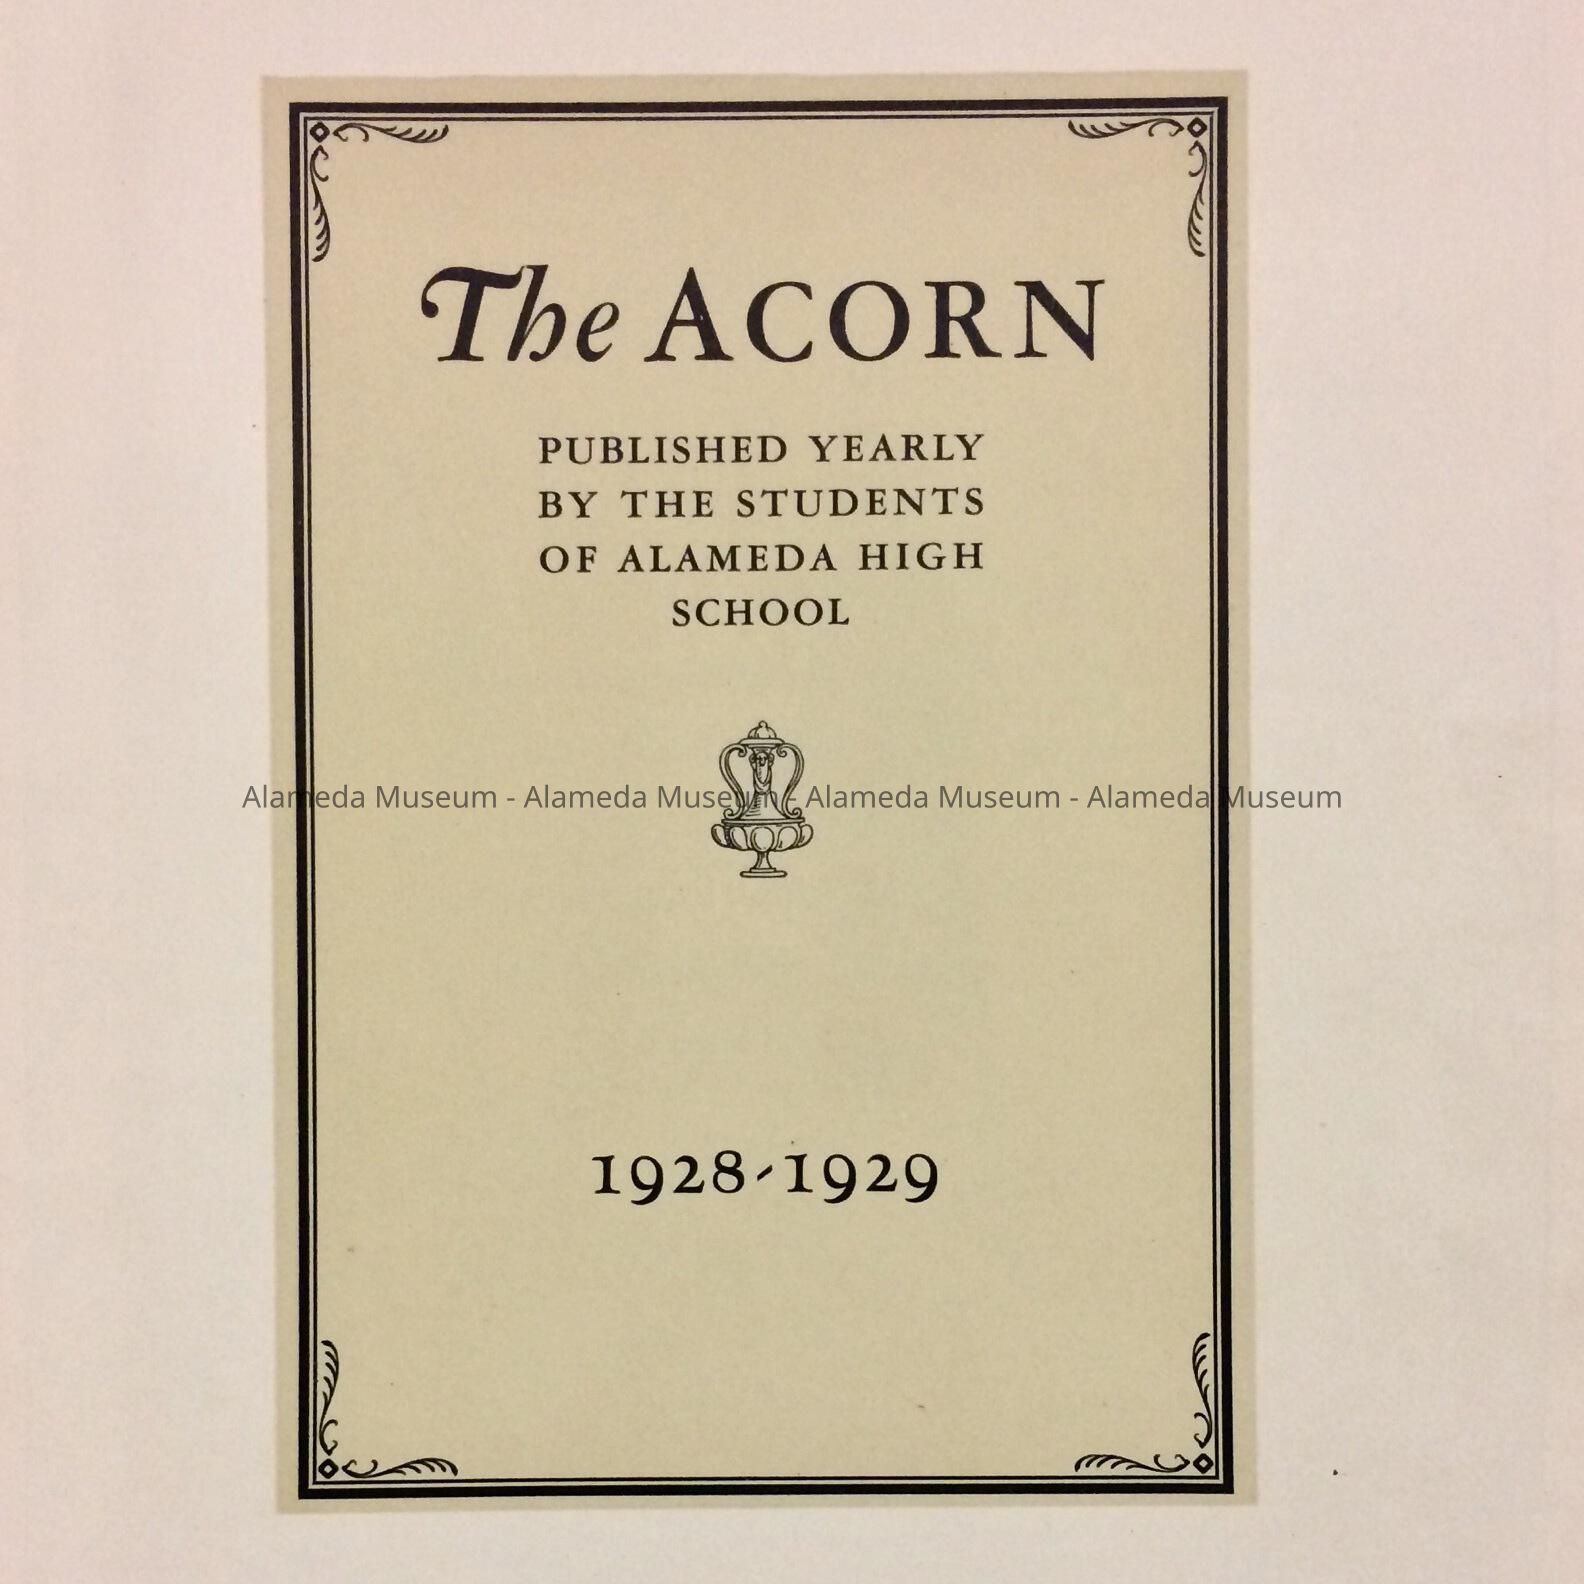 The ACORN
PUBLISHED YEARLY
BY THE STUDENTS
OF ALAMEDA HIGH
SCHOOL
Alameda Museum - Alameda Museum - Alameda Museum - Alameda Museum
1928-1929